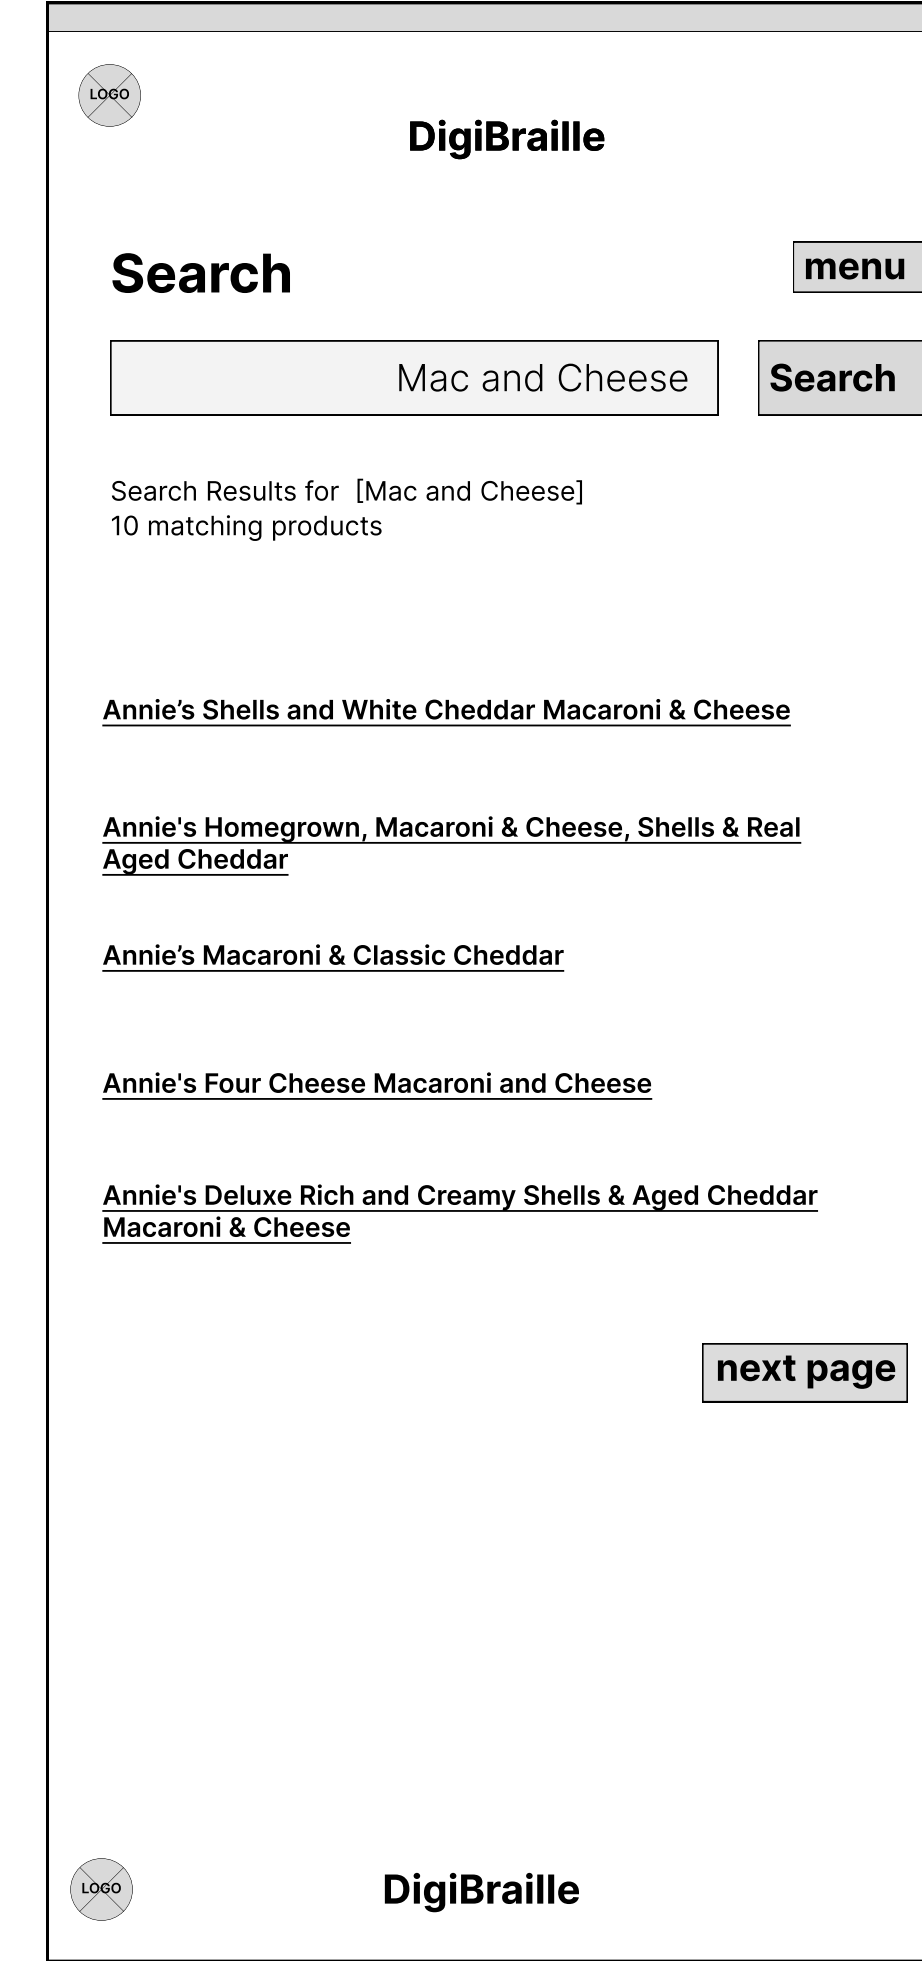 LOGO
DigiBraille
Search
menu
Mac and Cheese
Search
Search Results for  [Mac and Cheese]
10 matching products
Annie’s Shells and White Cheddar Macaroni & Cheese
Annie's Homegrown, Macaroni & Cheese, Shells & Real
Aged Cheddar
Annie’s Macaroni & Classic Cheddar
Annie's Four Cheese Macaroni and Cheese
Annie's Deluxe Rich and Creamy Shells & Aged Cheddar
Macaroni & Cheese
next page
LOGO
DigiBraille